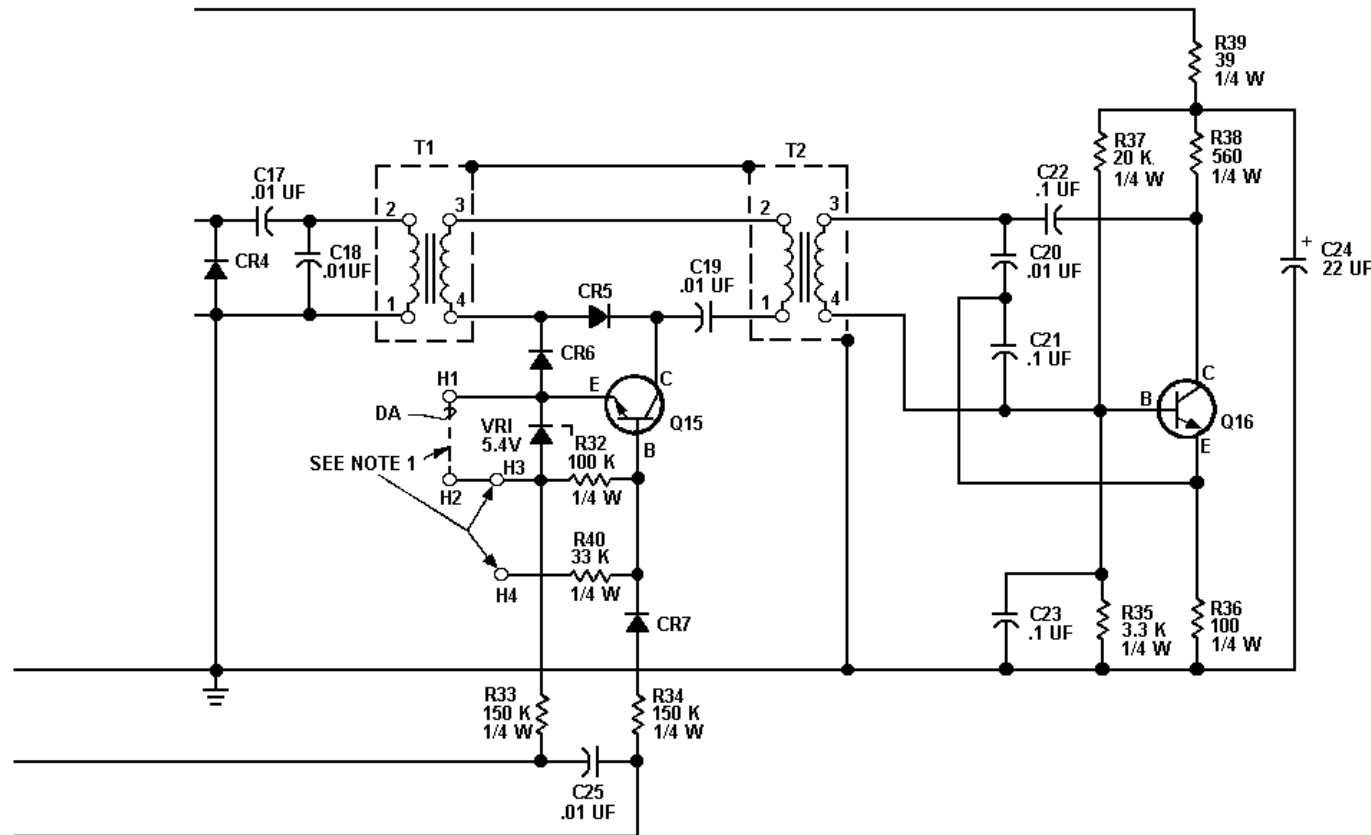 R39
39
1/4 W
T1
T2
R37
20 K
1/4 W
R38
560
1/4 W
C17
.01 UF
C22
.1 UF
2
3
2
3
+
C24
22 UF
CR4
C18
.01UF
C20
.01 UF
C19
.01 UF
CR5
1
4
1
4
CR6
C21
.1 UF
H1
E
C
C
DA
B
Q15
Q16
VRI
5.4V
R32
100 K
1/4 W
B
E
SEE NOTE 1
H3
H2
R40
33 K
1/4 W
H4
CR7
C23
.1 UF
R35
3.3 K
1/4 W
R36
100
1/4 W
R33
150 K
1/4 W
R34
150 K
1/4 W
C25
.01 UF